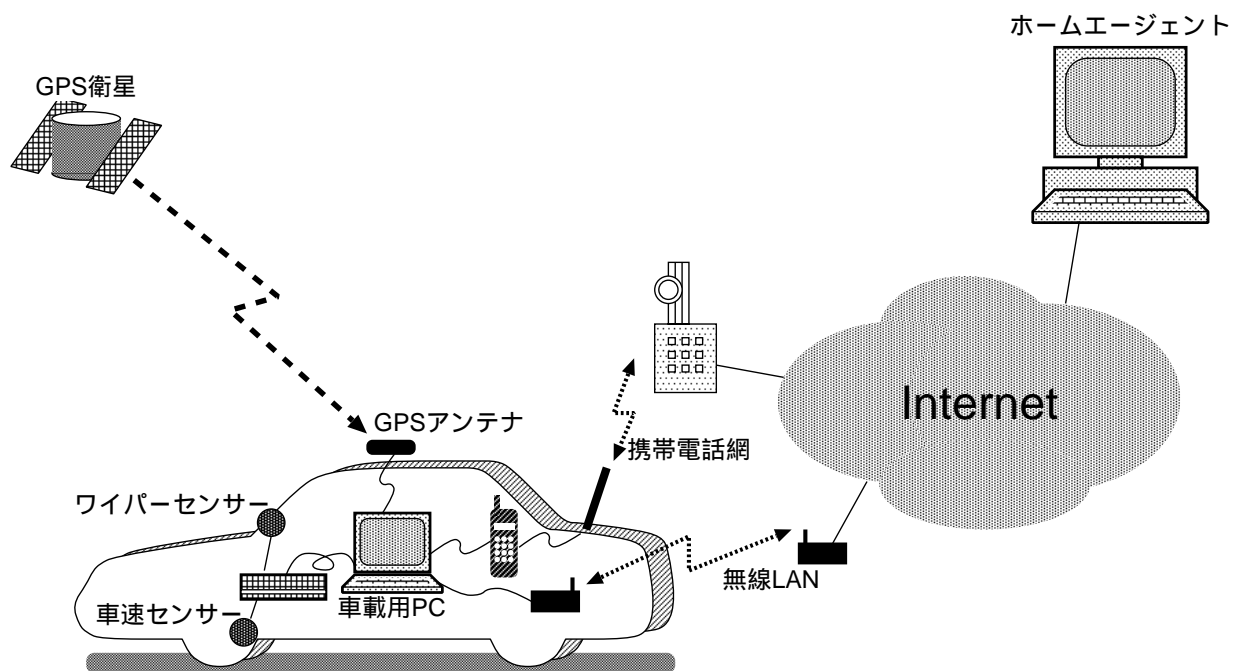 ホームエージェント
GPS衛星
GPSアンテナ
携帯電話網
Internet
ワイパーセンサー
無線LAN
車載用PC
車速センサー